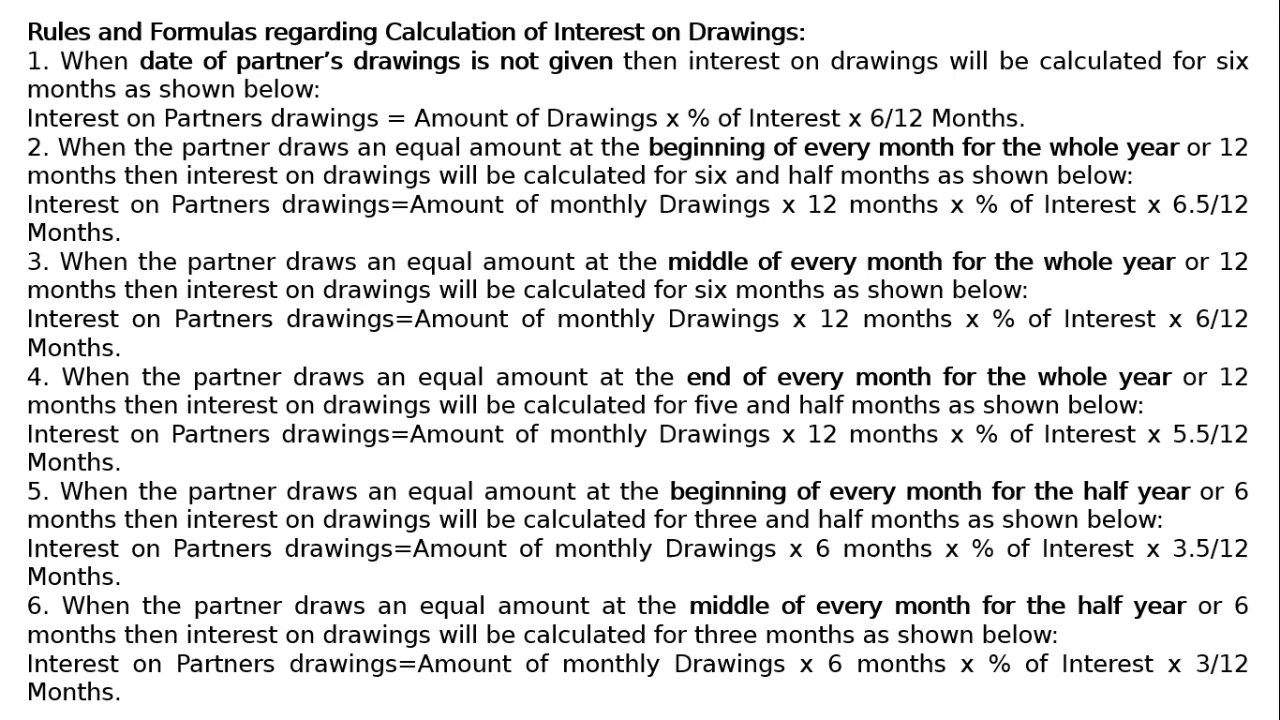 Rules and Formulas regarding Calculation of Interest on Drawings:
1. When date of partner’s drawings is not given then interest on drawings will be calculated for six
months as shown below:
Interest on Partners drawings = Amount of Drawings x % of Interest x 6/12 Months.
2. When the partner draws an equal amount at the beginning of every month for the whole year or 12
months then interest on drawings will be calculated for six and half months as shown below:
Interest on Partners drawings=Amount of monthly Drawings x 12 months x % of Interest x 6.5/12
Months.
3. When the partner draws an equal amount at the middle of every month for the whole year or 12
months then interest on drawings will be calculated for six months as shown below:
Interest on Partners drawings=Amount of monthly Drawings x 12 months x % of Interest x 6/12
Months.
4. When the partner draws an equal amount at the end of every month for the whole year or 12
months then interest on drawings will be calculated for five and half months as shown below:
Interest on Partners drawings=Amount of monthly Drawings x 12 months x % of Interest x 5.5/12
Months.
5. When the partner draws an equal amount at the beginning of every month for the half year or 6
months then interest on drawings will be calculated for three and half months as shown below:
Interest on Partners drawings=Amount of monthly Drawings x 6 months x % of Interest x 3.5/12
Months.
6. When the partner draws an equal amount at the middle of every month for the half year or 6
months then interest on drawings will be calculated for three months as shown below:
Interest on Partners drawings=Amount of monthly Drawings x 6 months x % of Interest x 3/12
Months.